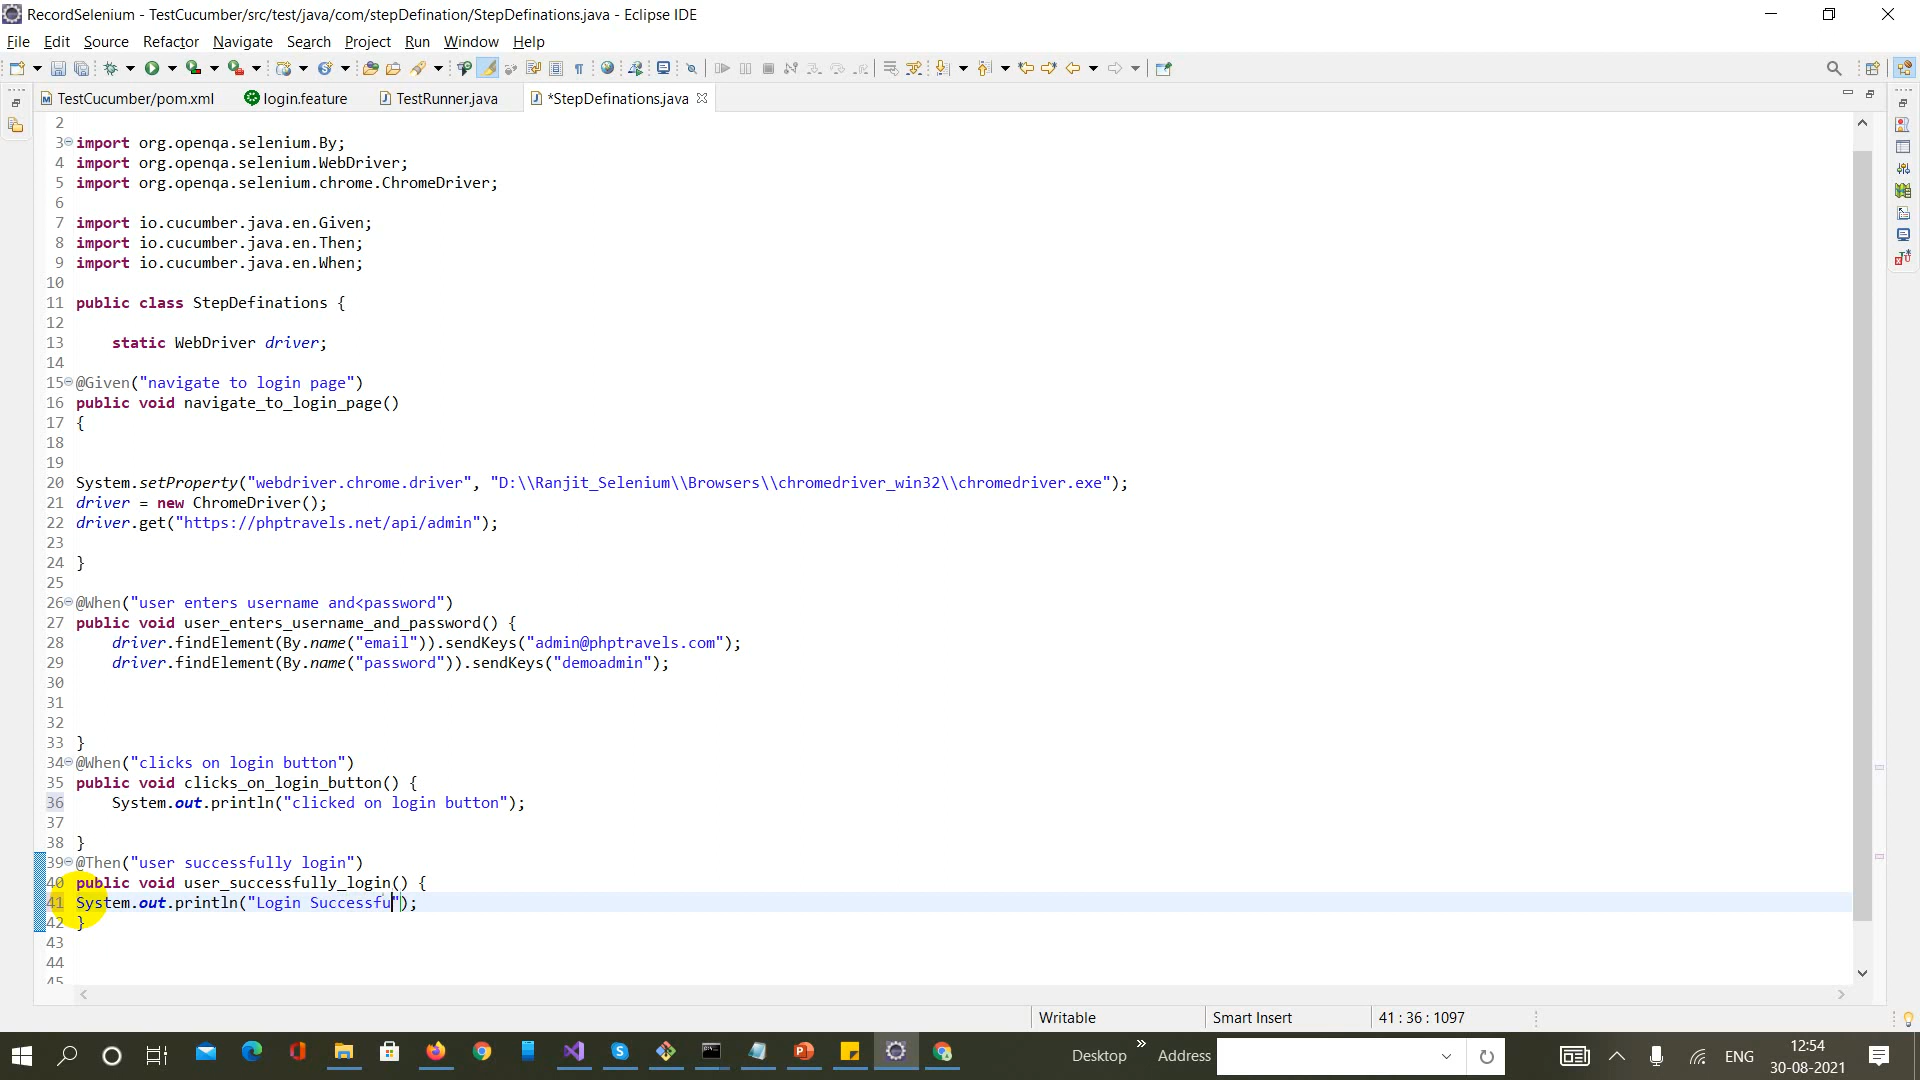 RecordSelenium - TestCucumber/src/test/java/com/stepDefination/StepDefinations.java - Eclipse IDE
File Edit Source Refactor Navigate Search Project Run Window Help
TestCucumber/pom.xml login.feature TestRunner.java *StepDefinations.java
2
3 import org.openqa.selenium.By;
4 import org.openqa.selenium.WebDriver;
5 import org.openqa.selenium.chrome.ChromeDriver;
6
7 import io.cucumber.java.en.Given;
8 import io.cucumber.java.en.Then;
9 import io.cucumber.java.en.When;
10
11 public class StepDefinations {
12
13 static WebDriver driver;
14
15 @Given("navigate to login page")
16 public void navigate_to_login_page()
17 {
18
19
20 System.setProperty("webdriver.chrome.driver", "D:\\Ranjit_Selenium\\Browsers\\chromedriver_win32\\chromedriver.exe");
21 driver = new ChromeDriver();
22 driver.get("https://phptravels.net/api/admin");
23
24 }
25
26 @When("user enters username and<password")
27 public void user_enters_username_and_password() {
28 driver.findElement(By.name("email")).sendKeys("admin@phptravels.com");
29 driver.findElement(By.name("password")).sendKeys("demoadmin");
30
31
32
33 }
34 @When("clicks on login button")
35 public void clicks_on_login_button() {
36 System.out.println("clicked on login button");
37
38 }
39 @Then("user successfully login")
40 public void user_successfully_login() {
41 System.out.println("Login Successfu");
42 }
43
44
45
Writable Smart Insert 41 : 36 : 1097
Desktop Address ENG 12:54
30-08-2021